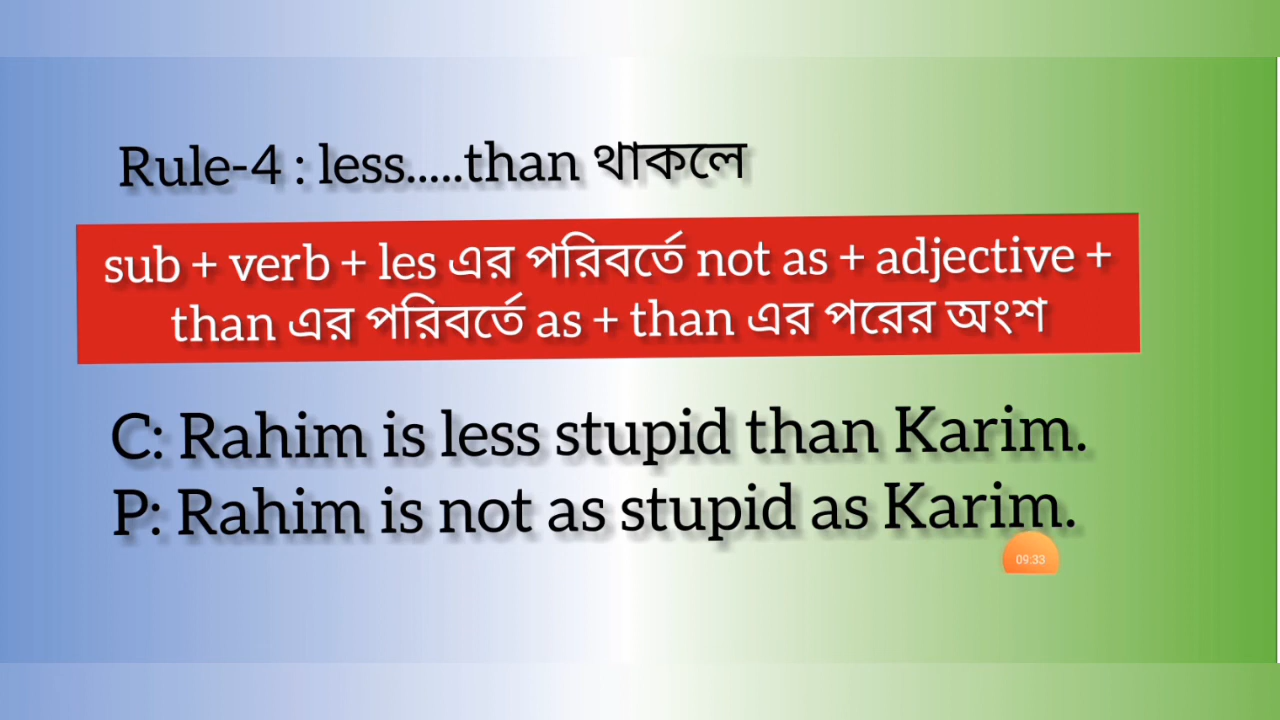 Rule-4 : less.....than থাকলে
sub + verb + les এর পরিবর্তে not as + adjective +
than এর পরিবর্তে as + than এর পরের অংশ
C: Rahim is less stupid than Karim.
P: Rahim is not as stupid as Karim.
09:33